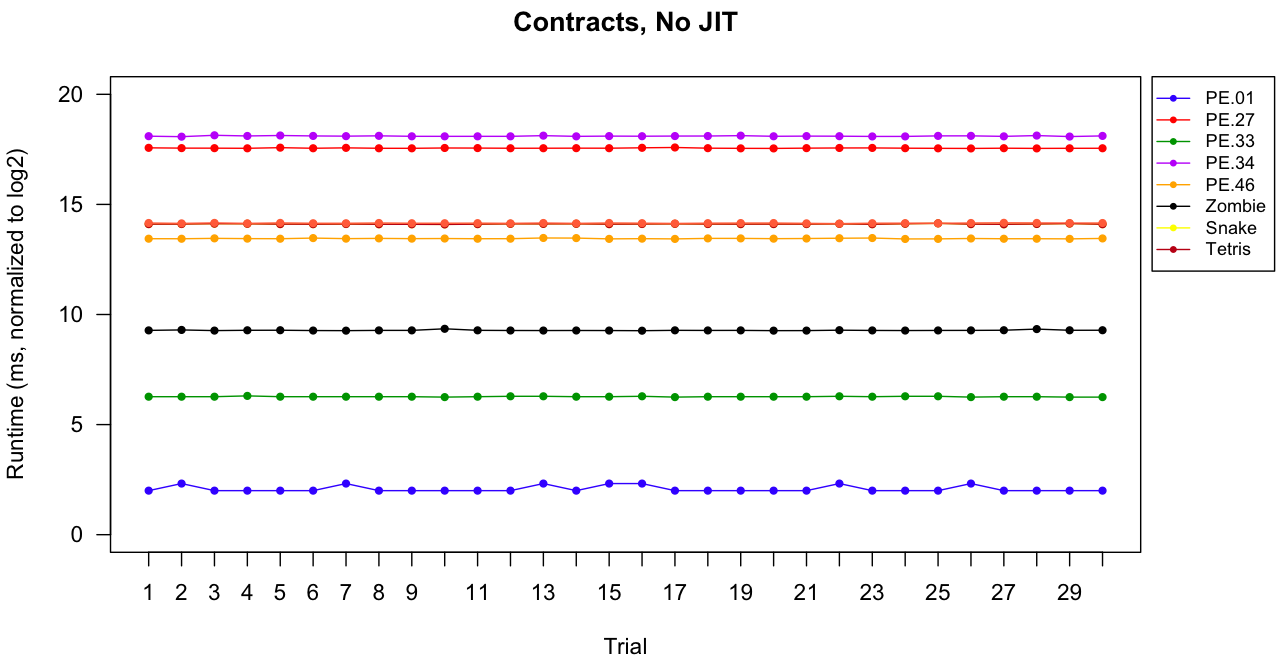 Contracts, No JIT
Runtime (ms, normalized to log2)
20
15
10
5
0
1 2 3 4 5 6 7 8 9 11 13 15 17 19 21 23 25 27 29
Trial
PE.01
PE.27
PE.33
PE.34
PE.46
Zombie
Snake
Tetris